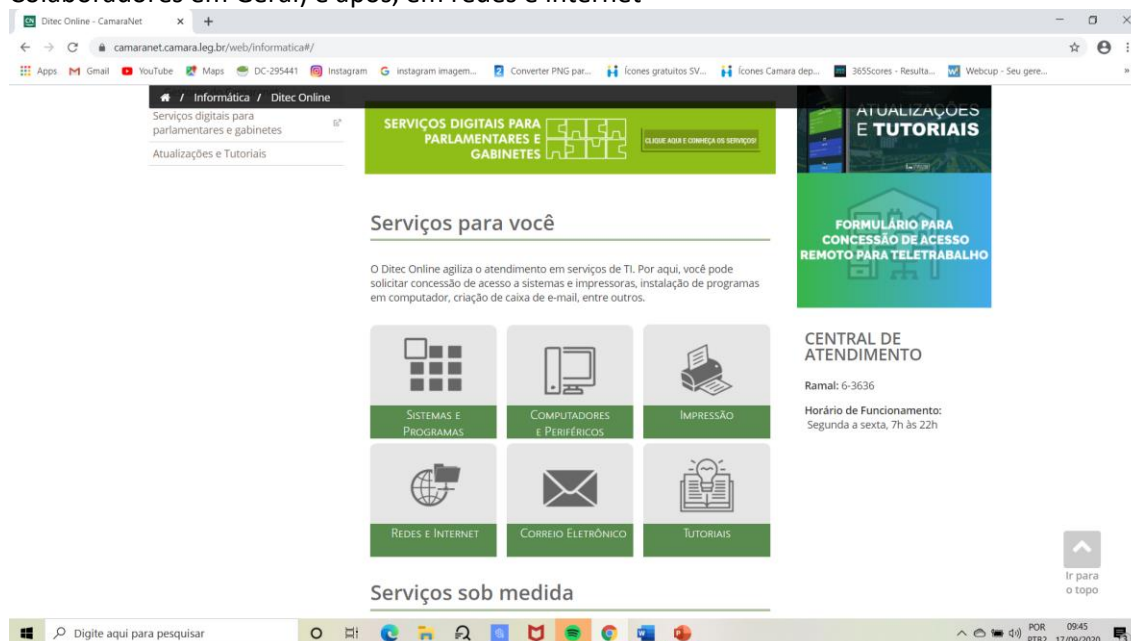 Colaboradores em Geral, e após, em redes e internet
Ditec Online - CamaraNet
camaranet.camara.leg.br/web/informatica#/
Apps
Gmail
YouTube
Maps
DC-295441
Instagram
instagram imagem...
Converter PNG par...
Ícones gratuitos SV...
Ícones Camara dep...
365Scores - Resulta...
Webcup - Seu gere...
/ Informática / Ditec Online
Serviços digitais para
parlamentares e gabinetes
Atualizações e Tutoriais
SERVIÇOS DIGITAIS PARA
PARLAMENTARES E
GABINETES
CLIQUE AQUI E CONHEÇA OS SERVIÇOS!
ATUALIZAÇÕES
E TUTORIAIS
Serviços para você
O Ditec Online agiliza o atendimento em serviços de TI. Por aqui, você pode
solicitar concessão de acesso a sistemas e impressoras, instalação de programas
em computador, criação de caixa de e-mail, entre outros.
FORMULÁRIO PARA
CONCESSÃO DE ACESSO
REMOTO PARA TELETRABALHO
SISTEMAS E
PROGRAMAS
COMPUTADORES
E PERIFÉRICOS
IMPRESSÃO
REDES E INTERNET
CORREIO ELETRÔNICO
TUTORIAIS
CENTRAL DE
ATENDIMENTO
Ramal: 6-3636
Horário de Funcionamento:
Segunda a sexta, 7h às 22h
Serviços sob medida
Ir para
o topo
Digite aqui para pesquisar
POR
PTB2
09:45
17/09/2020